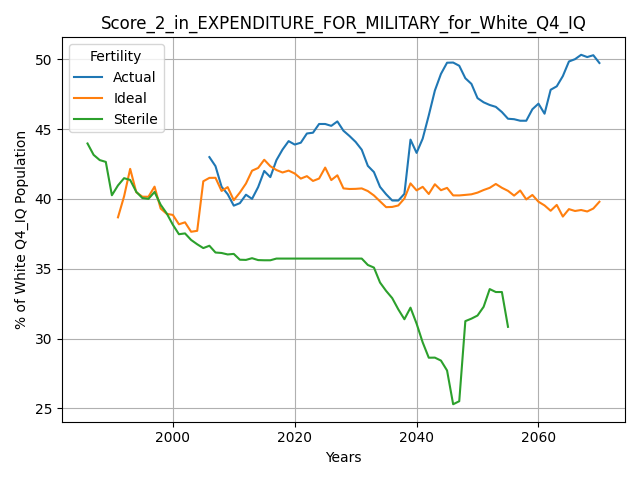 Score_2_in_EXPENDITURE_FOR_MILITARY_for_White_Q4_IQ
Fertility
Actual
Ideal
Sterile
% of White Q4_IQ Population
50
45
40
35
30
25
2000
2020
2040
2060
Years